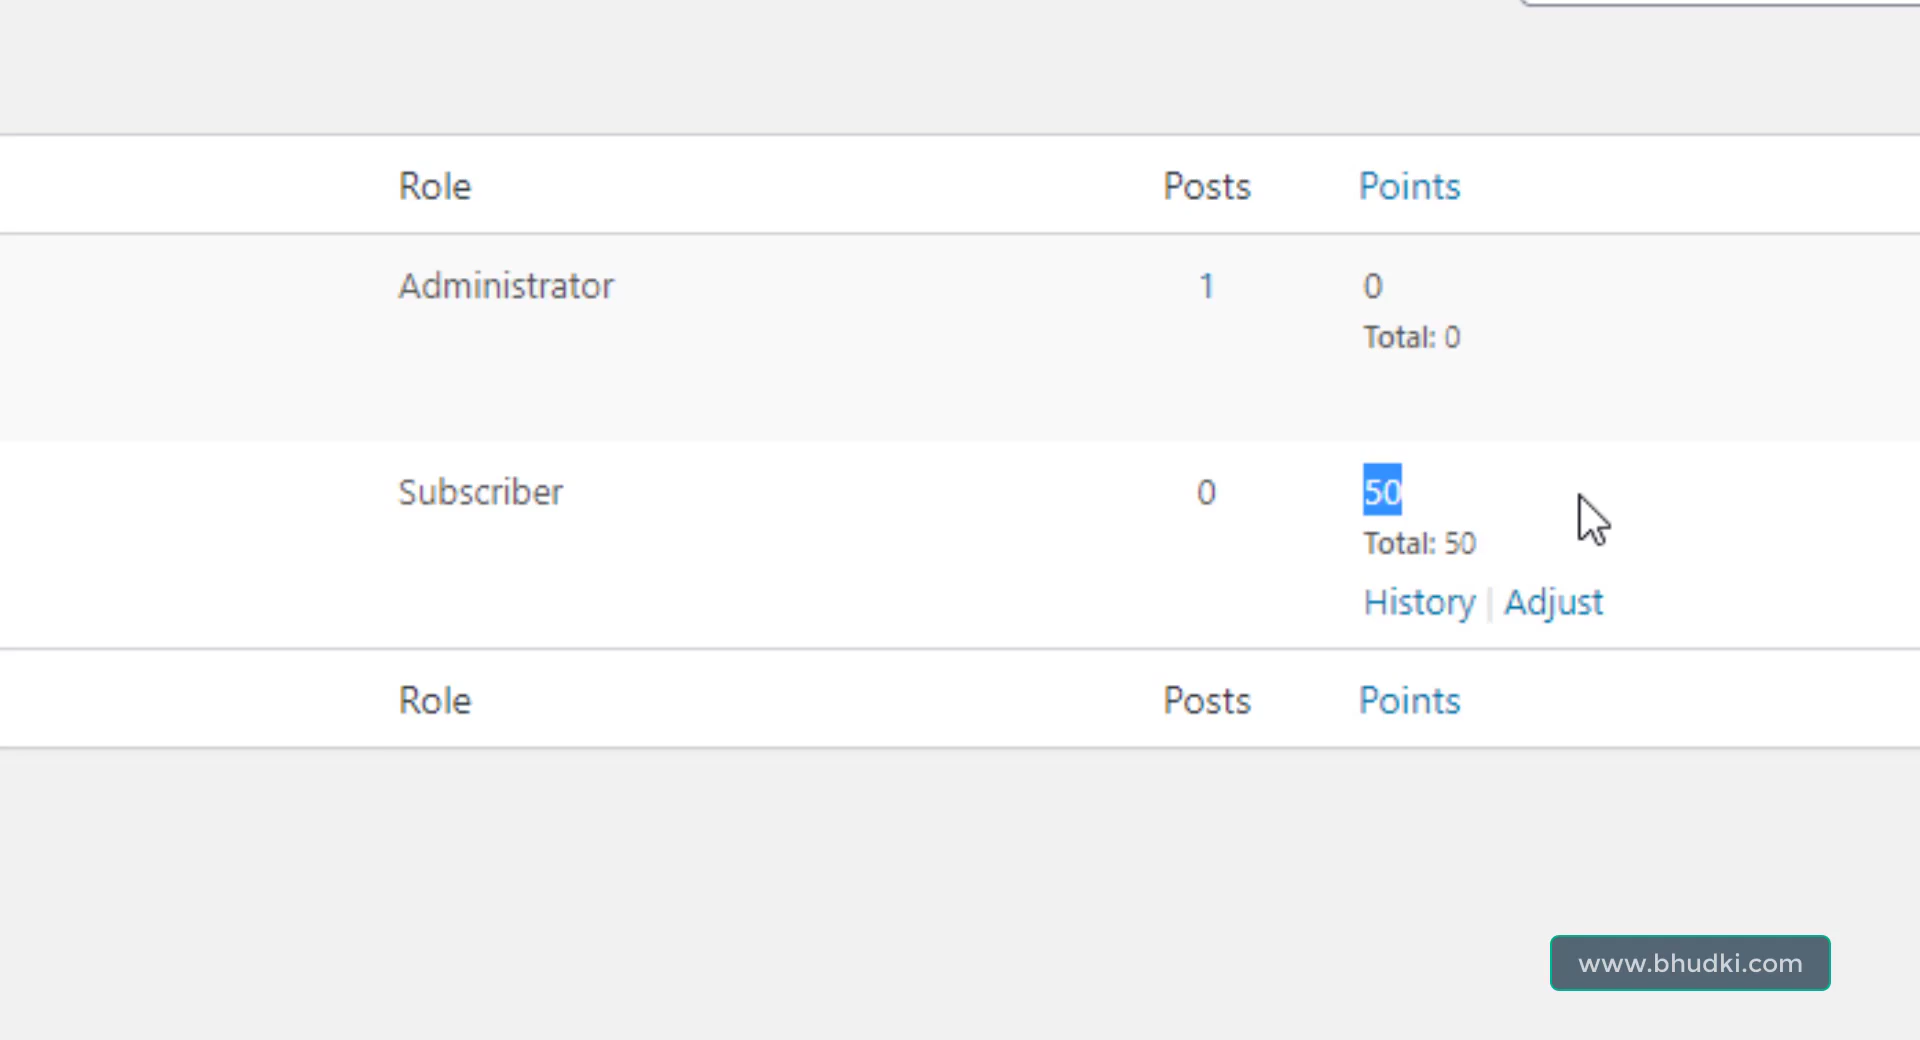 Role Posts Points
Administrator 1 0
Total: 0
Subscriber 0 50
Total: 50
History | Adjust
Role Posts Points
www.bhudki.com